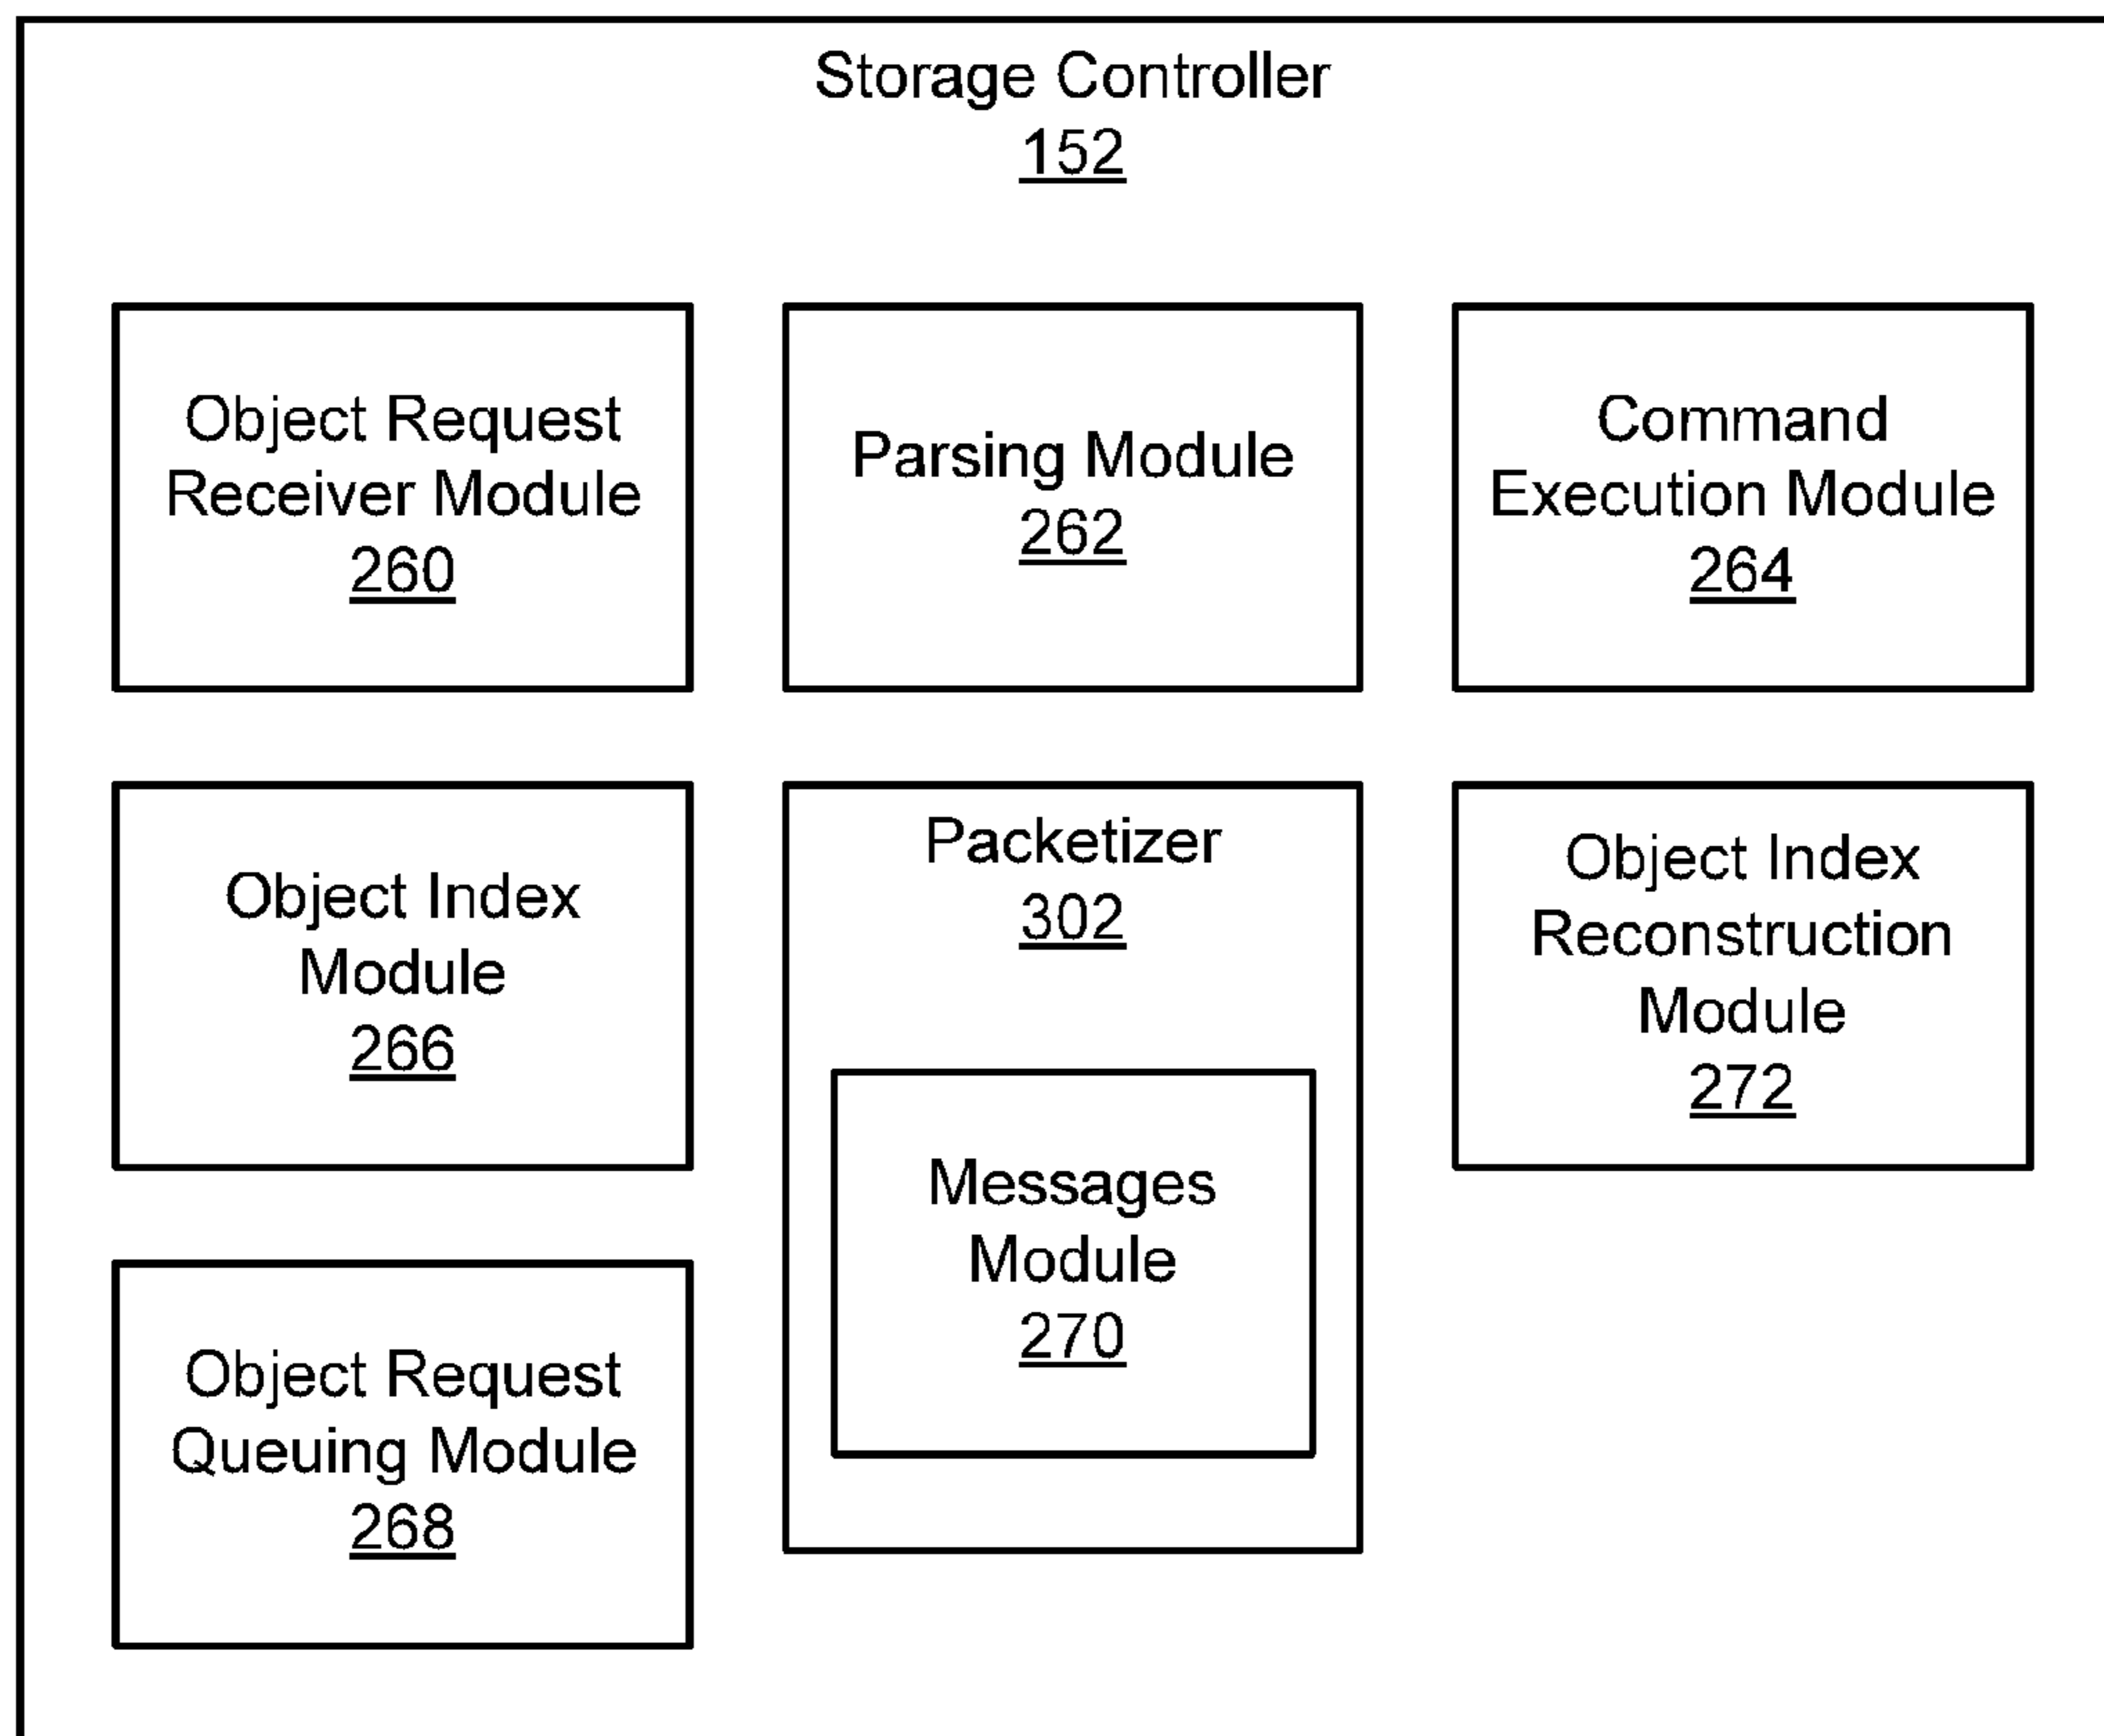 Storage Controller
152
Object Request
Receiver Module
260
Parsing Module
262
Command
Execution Module
264
Object Index
Module
266
Packetizer
302
Messages
Module
270
Object Index
Reconstruction
Module
272
Object Request
Queuing Module
268